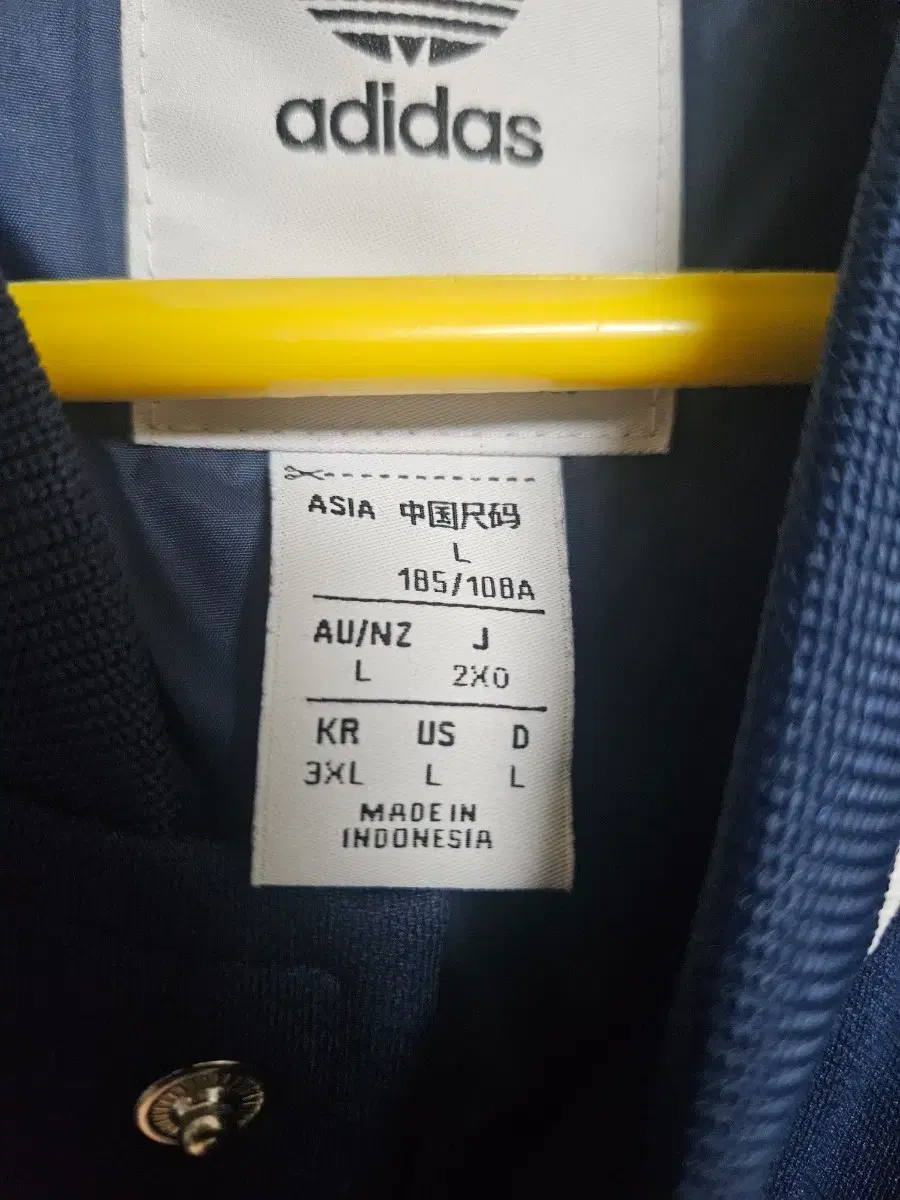 adidas
ASIA 中国尺码
L
185/108A
AU/NZ J
L 2XO
KR US D
3XL L L
MADE IN
INDONESIA